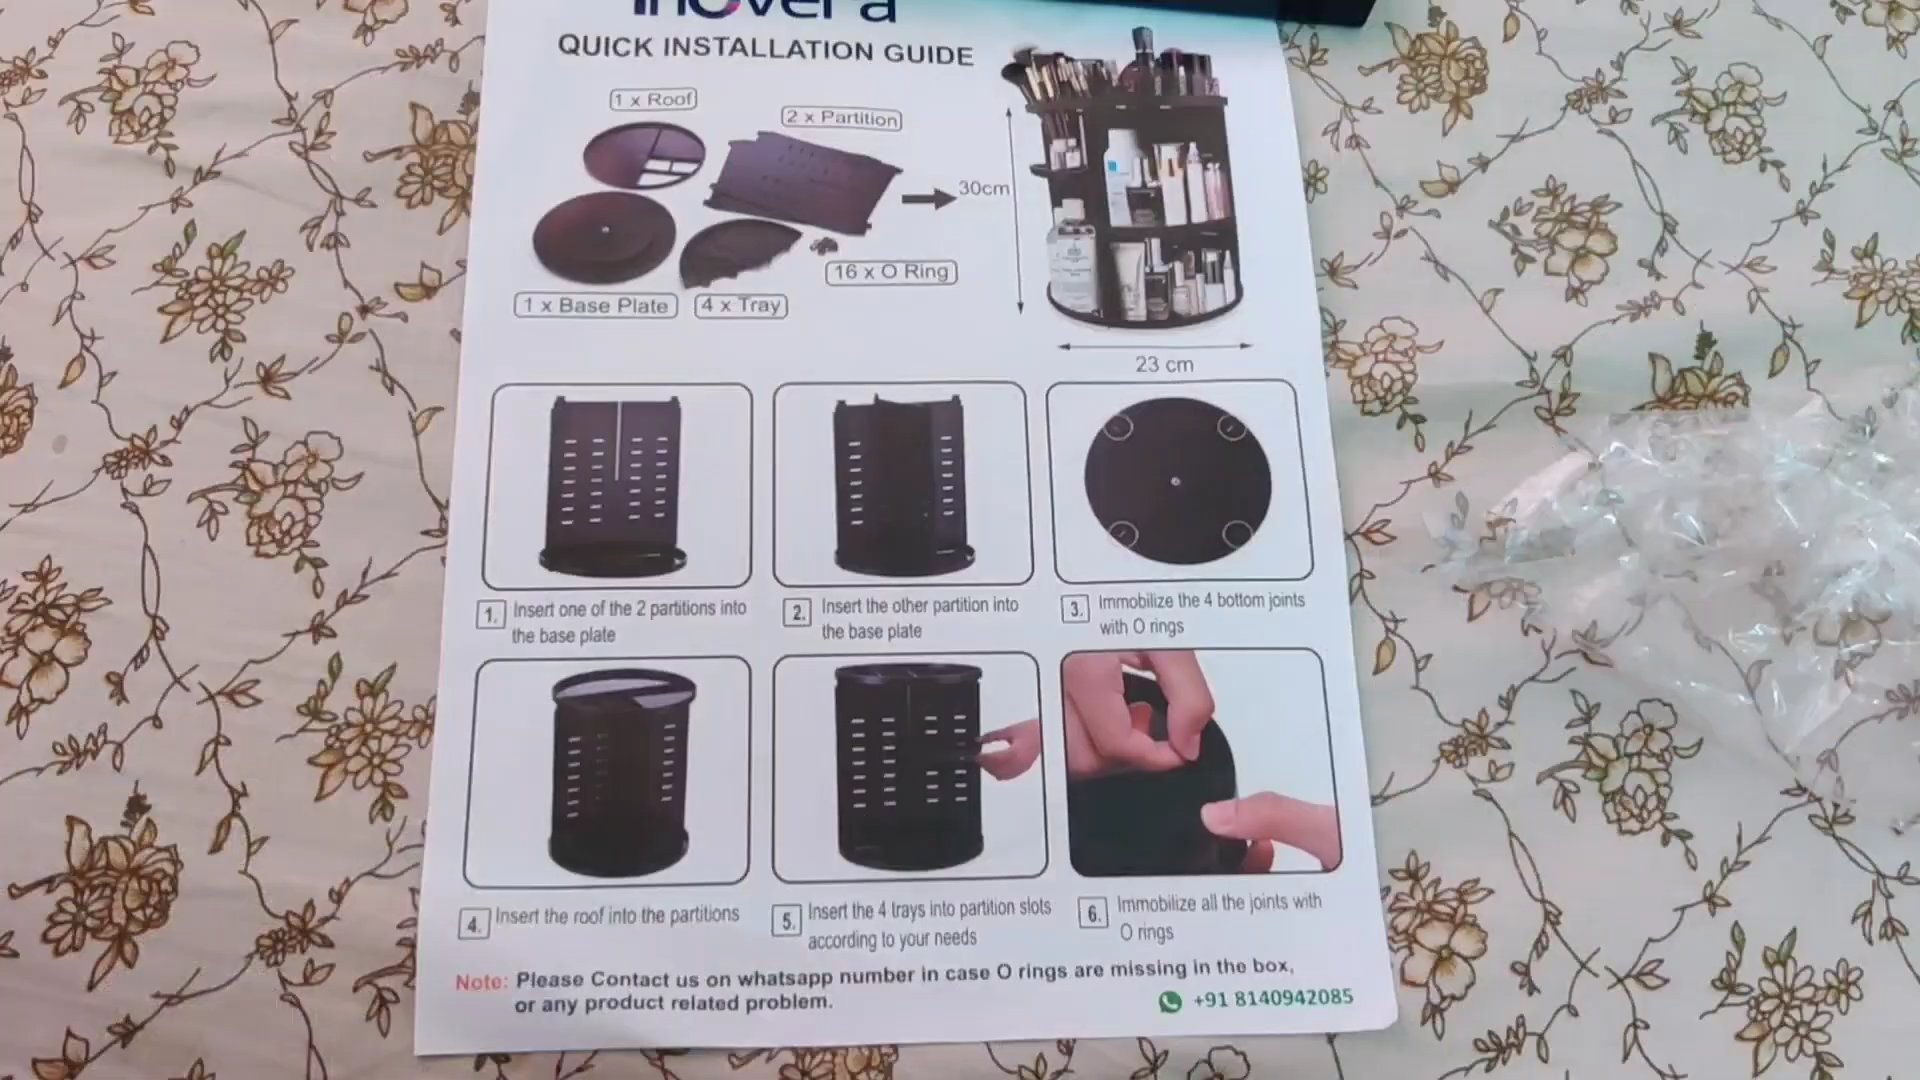 inovera
QUICK INSTALLATION GUIDE
1 x Roof
2 x Partition
30cm
16 x O Ring
1 x Base Plate
4 x Tray
23 cm
1. Insert one of the 2 partitions into
the base plate
2. Insert the other partition into
the base plate
3. Immobilize the 4 bottom joints
with O rings
4. Insert the roof into the partitions
5. Insert the 4 trays into partition slots
according to your needs
6. Immobilize all the joints with
O rings
Note: Please Contact us on whatsapp number in case O rings are missing in the box,
or any product related problem.
+91 8140942085